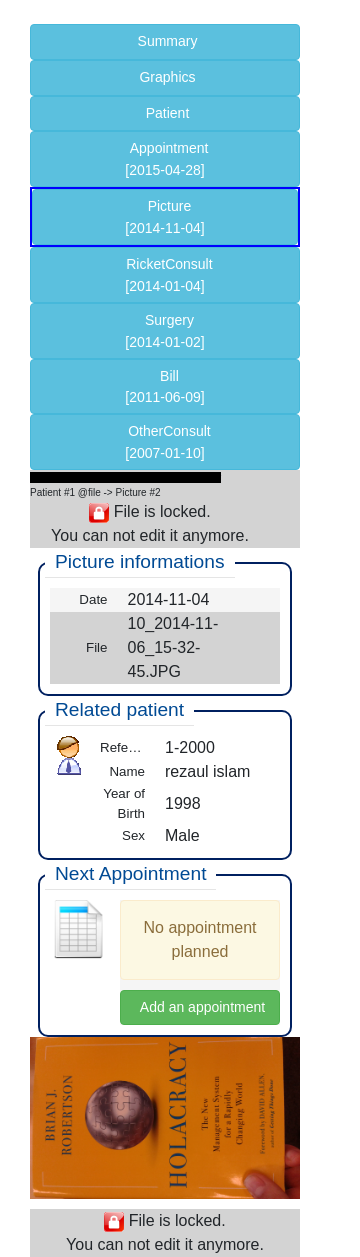 Summary
Graphics
Patient
Appointment
[2015-04-28]
Picture
[2014-11-04]
RicketConsult
[2014-01-04]
Surgery
[2014-01-02]
Bill
[2011-06-09]
OtherConsult
[2007-01-10]
Patient #1 @file -> Picture #2
File is locked.
You can not edit it anymore.
Picture informations
Date 2014-11-04
File 10_2014-11-
06_15-32-
45.JPG
Related patient
Refe… 1-2000
Name rezaul islam
Year of
Birth 1998
Sex Male
Next Appointment
No appointment
planned
Add an appointment
BRIAN J.
ROBERTSON
HOLACRACY
The New
Management System
for a Rapidly
Changing World
Foreword by DAVID ALLEN,
author of Getting Things Done
File is locked.
You can not edit it anymore.